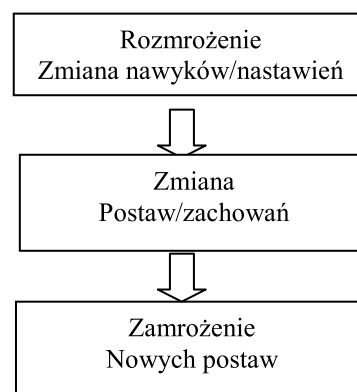 Rozmrożenie
Zmiana nawyków/nastawień
Zmiana
Postaw/zachowań
Zamrożenie
Nowych postaw